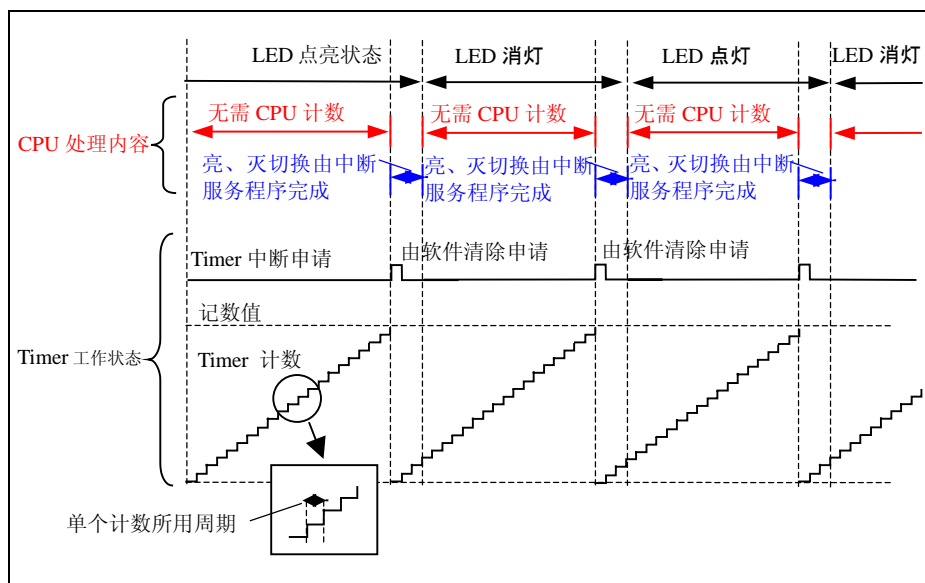 LED 点亮状态
LED 消灯
LED 点灯
LED 消灯
无需 CPU 计数
无需 CPU 计数
无需 CPU 计数
CPU 处理内容
亮、灭切换由中断
服务程序完成
亮、灭切换由中断
服务程序完成
亮、灭切换由中断
服务程序完成
Timer 中断申请
由软件清除申请
由软件清除申请
记数值
Timer 工作状态
Timer 计数
单个计数所用周期